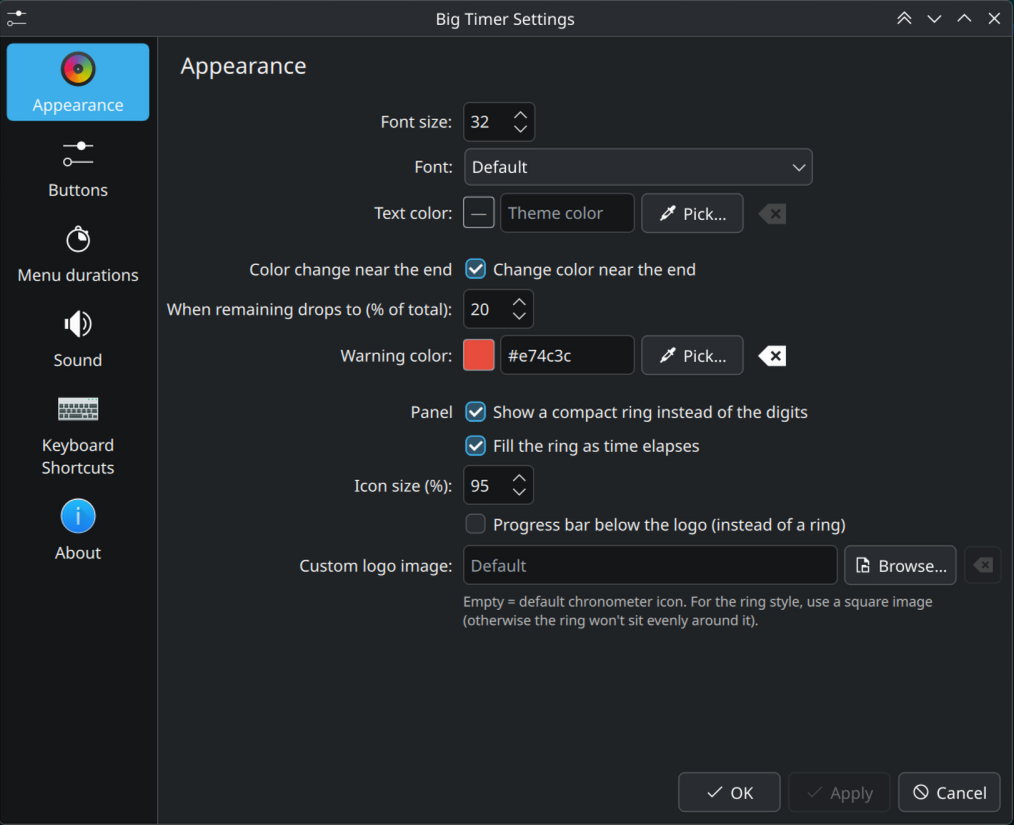 Big Timer Settings
Appearance
Buttons
Menu durations
Sound
Keyboard
Shortcuts
About
Appearance
Font size: 32
Font: Default
Text color: Theme color Pick...
Color change near the end Change color near the end
When remaining drops to (% of total): 20
Warning color: #e74c3c Pick...
Panel Show a compact ring instead of the digits
Fill the ring as time elapses
Icon size (%): 95
Progress bar below the logo (instead of a ring)
Custom logo image: Default Browse...
Empty = default chronometer icon. For the ring style, use a square image
(otherwise the ring won't sit evenly around it).
OK Apply Cancel